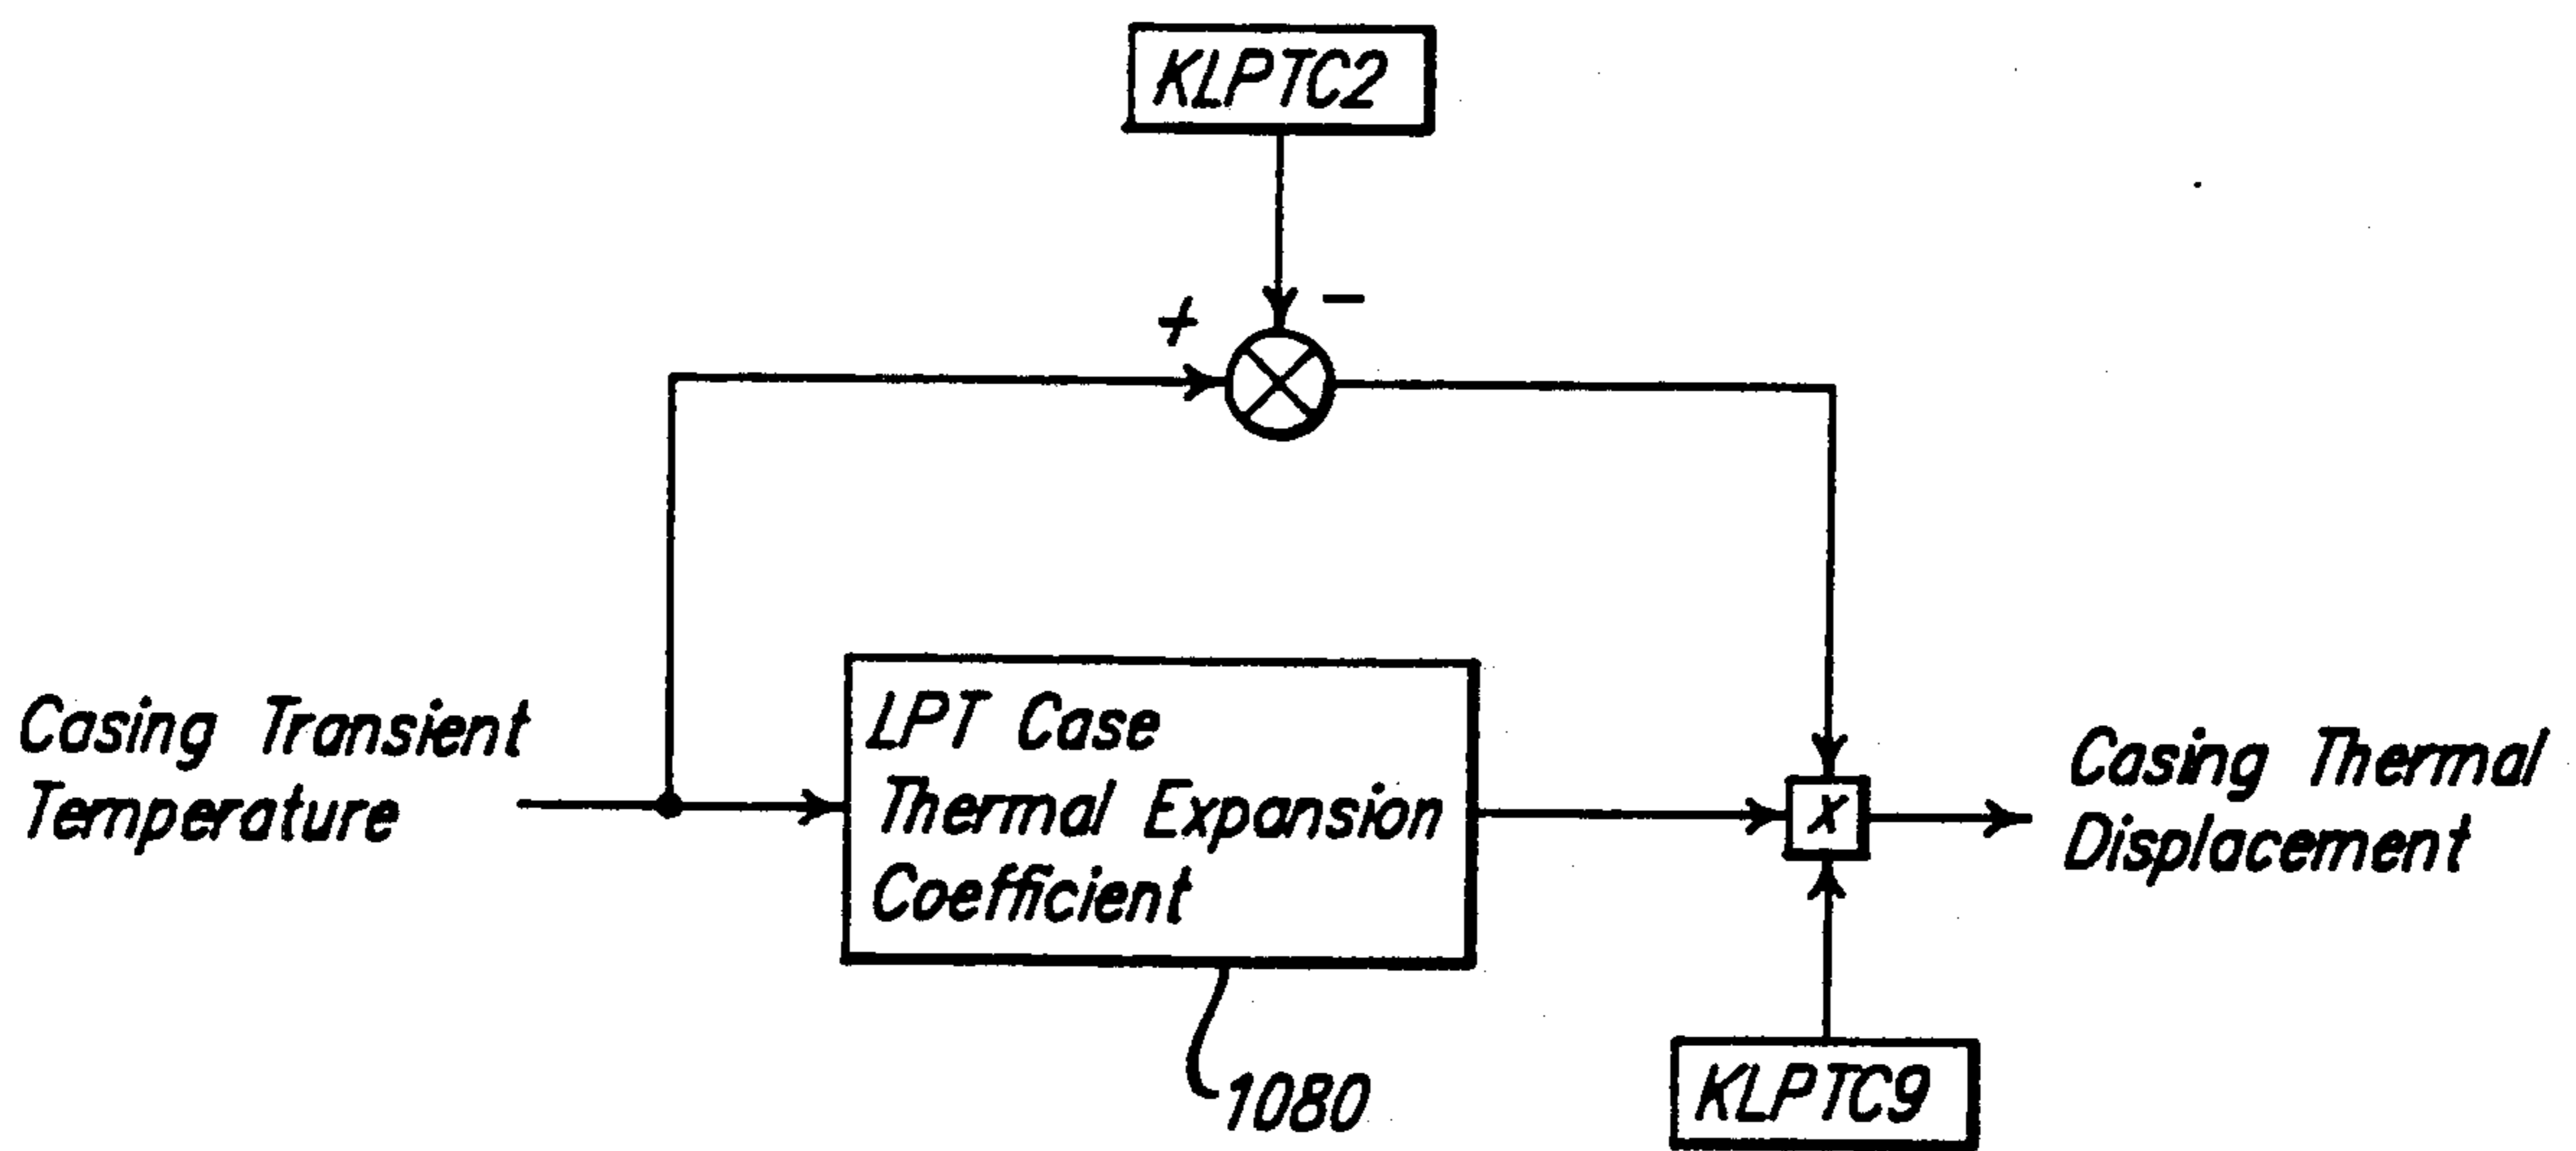 KLPTC2
+
−
Casing Transient
Temperature
LPT Case
Thermal Expansion
Coefficient
X
Casing Thermal
Displacement
1080
KLPTC9